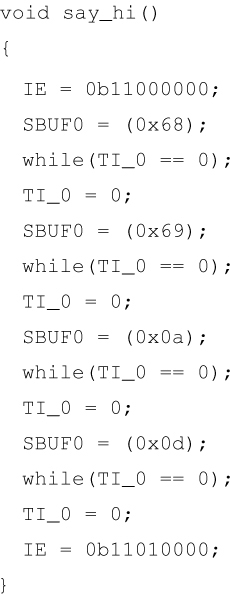 void say_hi()
{
IE = 0b11000000;
SBUF0 = (0x68);
while(TI_0 == 0);
TI_0 = 0;
SBUF0 = (0x69);
while(TI_0 == 0);
TI_0 = 0;
SBUF0 = (0x0a);
while(TI_0 == 0);
TI_0 = 0;
SBUF0 = (0x0d);
while(TI_0 == 0);
TI_0 = 0;
IE = 0b11010000;
}